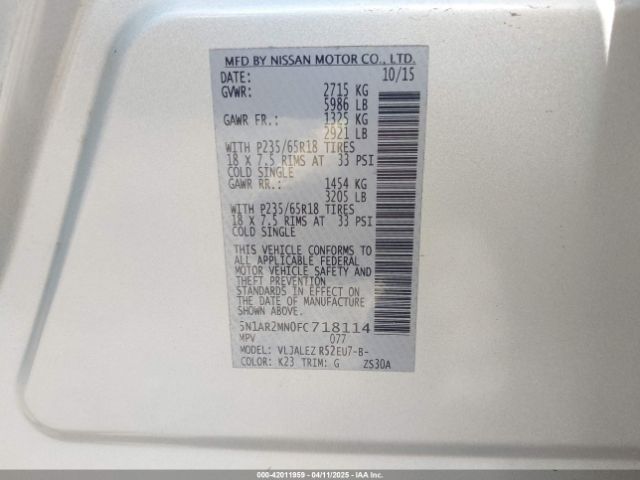 MFD BY NISSAN MOTOR CO., LTD.
DATE: 10/15
GVWR: 2715 KG
5986 LB
GAWR FR.: 1325 KG
2921 LB
WITH P235/65R18 TIRES
18 X 7.5 RIMS AT 33 PSI
COLD SINGLE
GAWR RR.: 1454 KG
3205 LB
WITH P235/65R18 TIRES
18 X 7.5 RIMS AT 33 PSI
COLD SINGLE
THIS VEHICLE CONFORMS TO
ALL APPLICABLE FEDERAL
MOTOR VEHICLE SAFETY AND
THEFT PREVENTION
STANDARDS IN EFFECT ON
THE DATE OF MANUFACTURE
SHOWN ABOVE.
5N1AR2MN0FC718114
MPV 077
MODEL: VLJALEZ R52EU7-B-
COLOR: K23 TRIM: G ZS30A
000-42011959 - 04/11/2025 - IAA Inc.